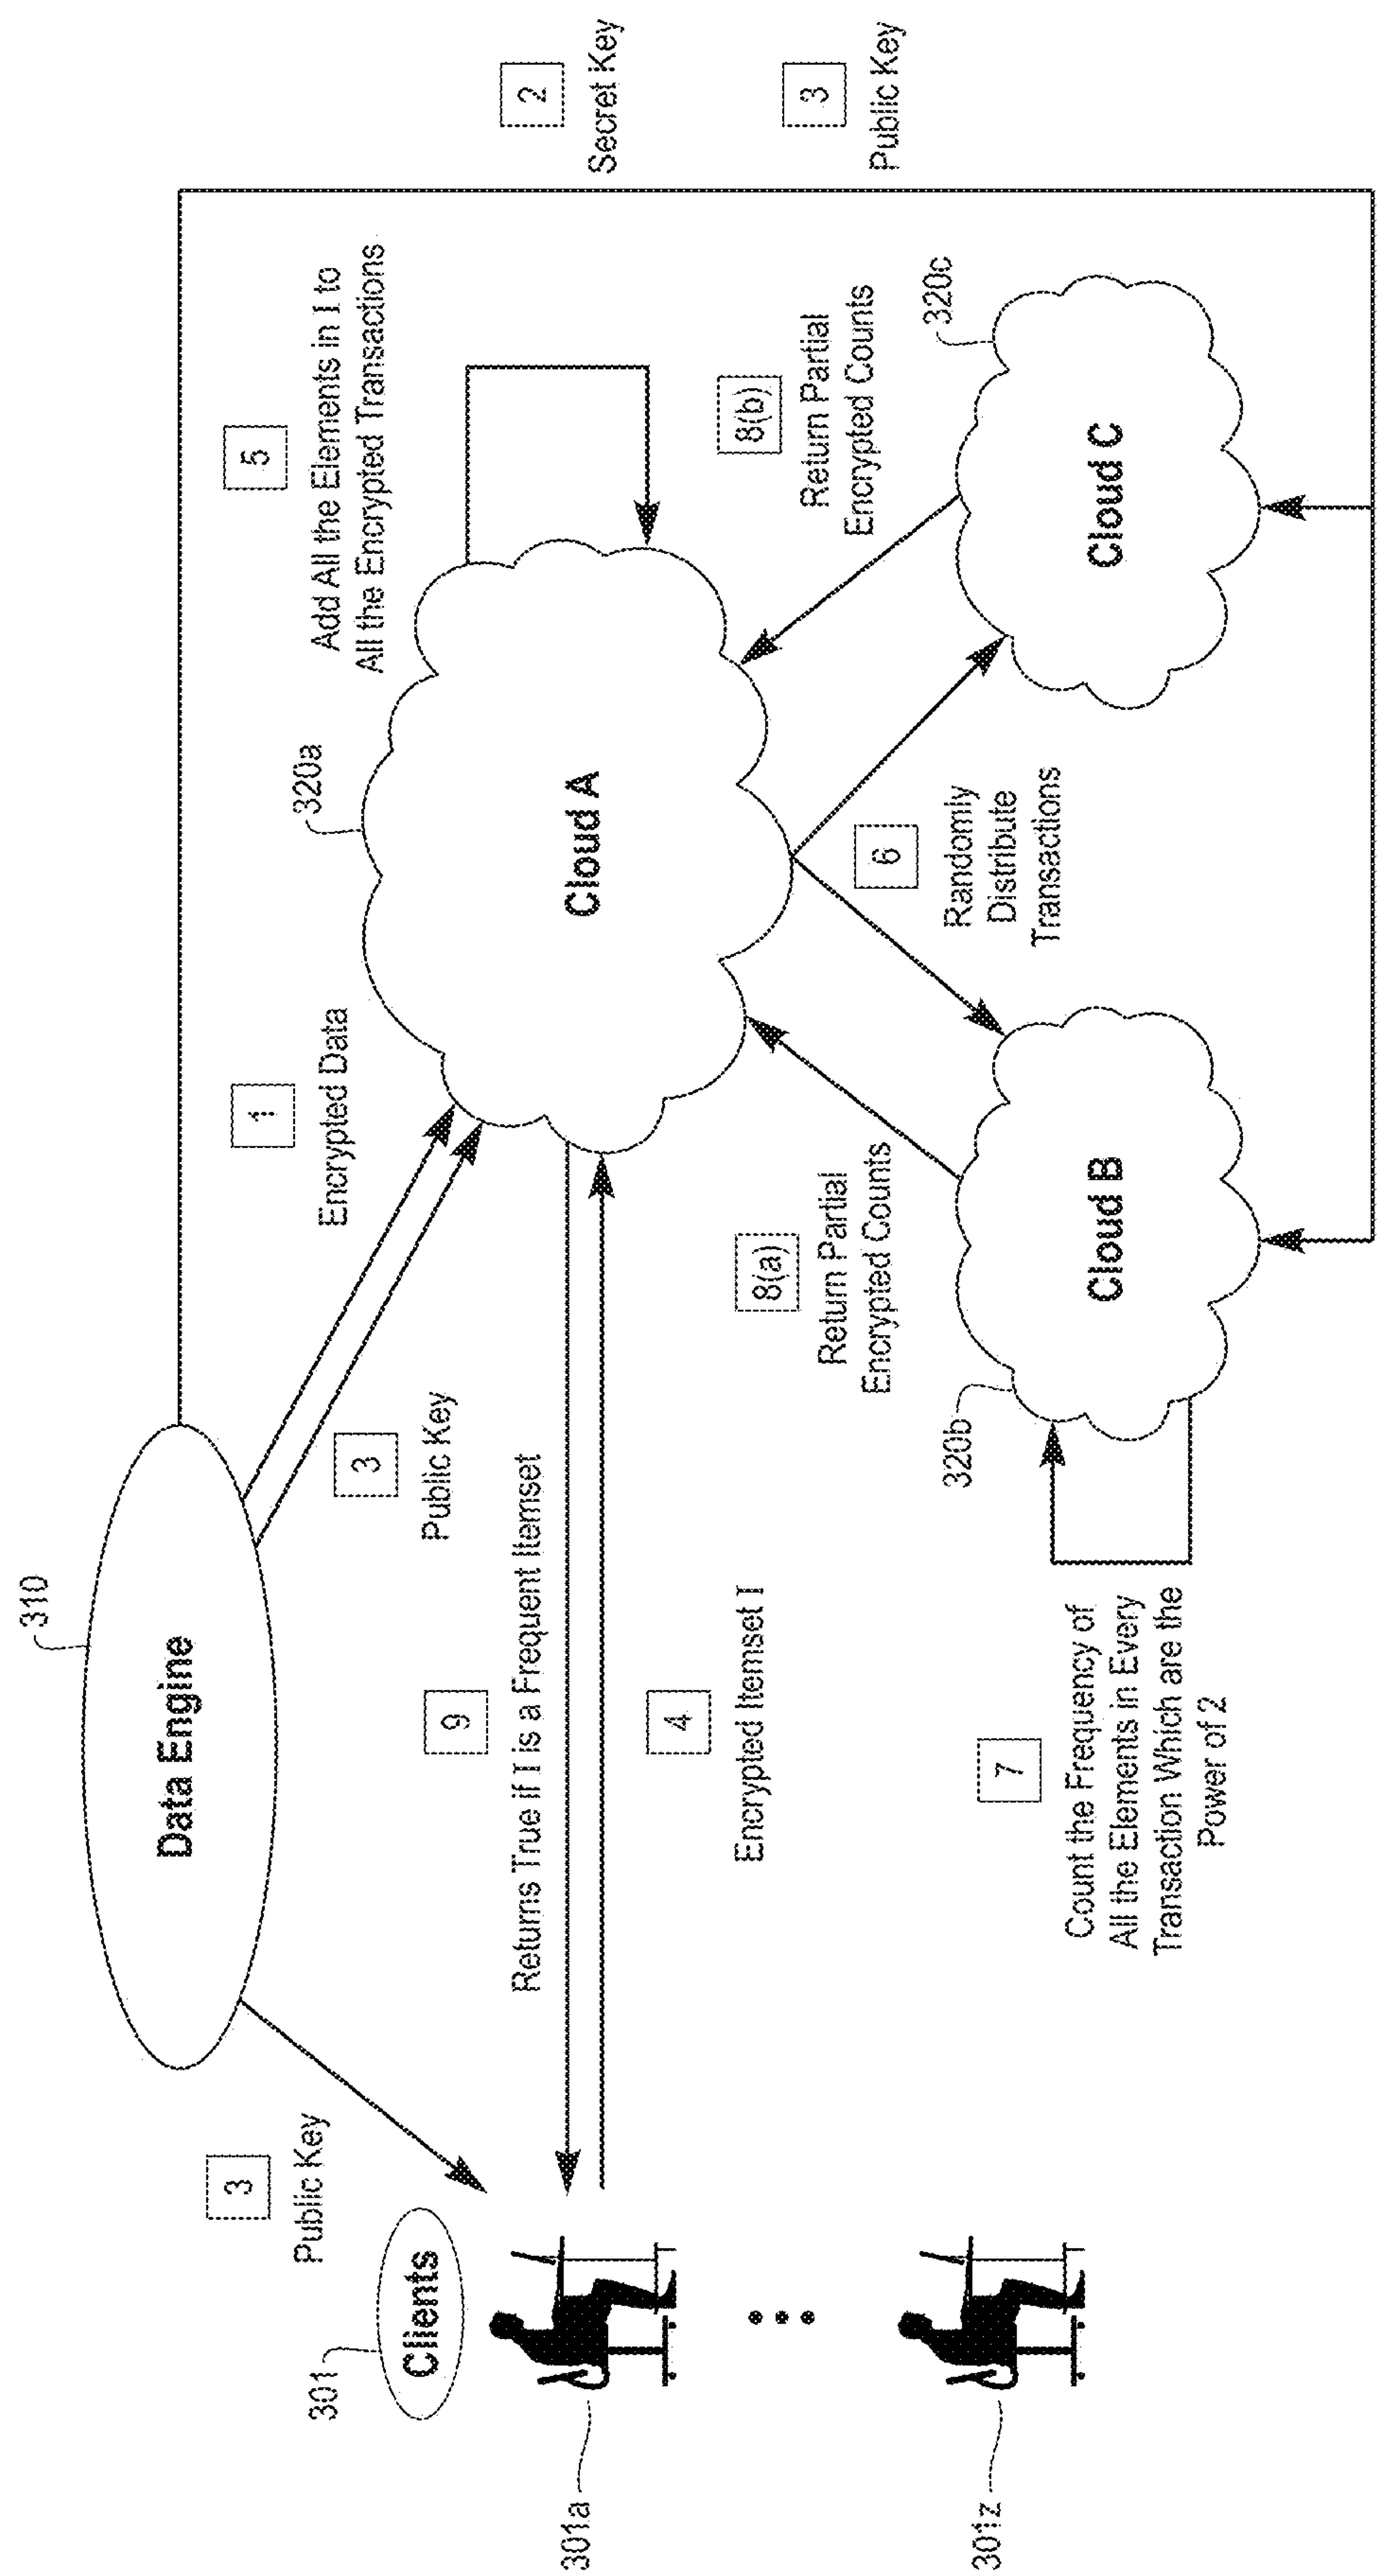 310
Data Engine
3
Public Key
301
Clients
301a
301z
3
Public Key
1
Encrypted Data
320a
Cloud A
5
Add All the Elements in I to
All the Encrypted Transactions
2
Secret Key
3
Public Key
9
Returns True if I is a Frequent Itemset
4
Encrypted Itemset I
8(a)
Return Partial
Encrypted Counts
6
Randomly
Distribute
Transactions
8(b)
Return Partial
Encrypted Counts
320c
Cloud C
320b
Cloud B
7
Count the Frequency of
All the Elements in Every
Transaction Which are the
Power of 2